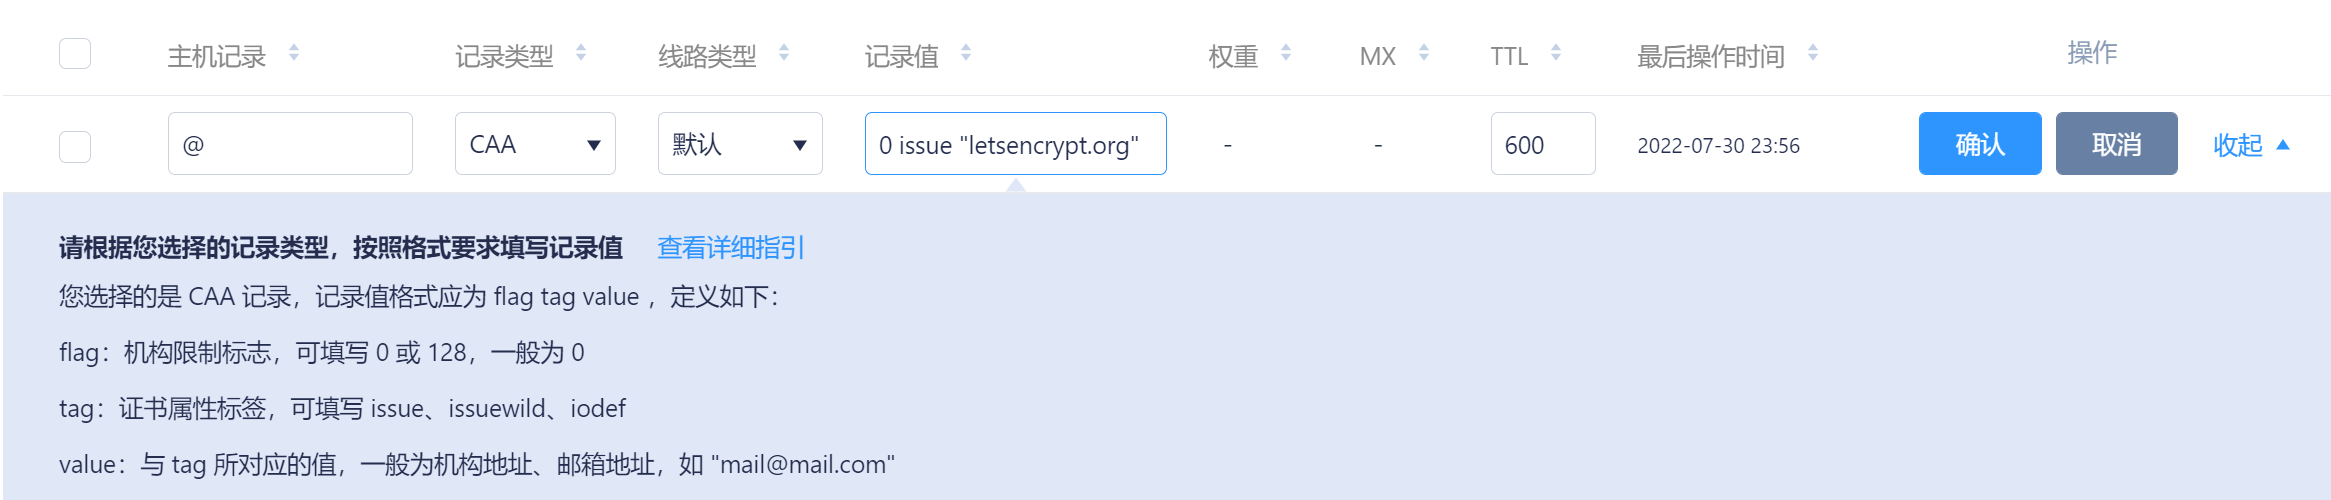 主机记录 记录类型 线路类型 记录值 权重 MX TTL 最后操作时间 操作
@ CAA 默认 0 issue "letsencrypt.org" - - 600 2022-07-30 23:56 确认 取消 收起
请根据您选择的记录类型，按照格式要求填写记录值 查看详细指引
您选择的是 CAA 记录，记录值格式应为 flag tag value ，定义如下：
flag：机构限制标志，可填写 0 或 128，一般为 0
tag：证书属性标签，可填写 issue、issuewild、iodef
value：与 tag 所对应的值，一般为机构地址、邮箱地址，如 "mail@mail.com"